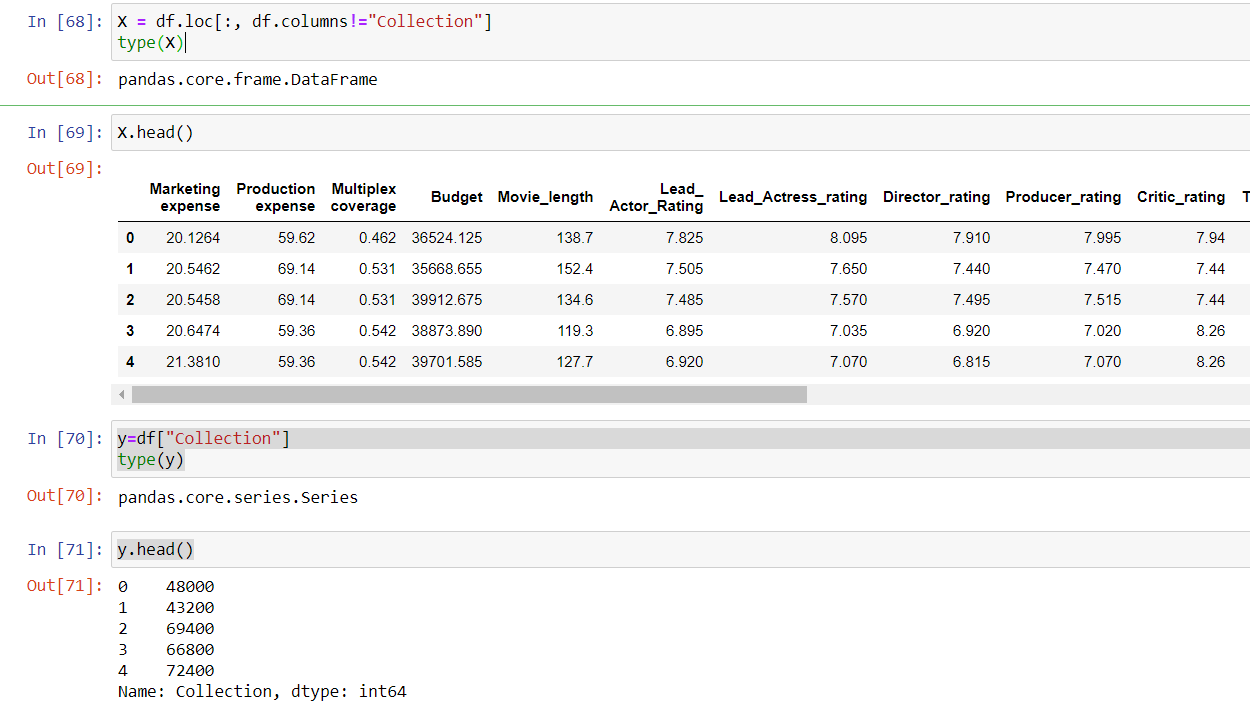 In [68]: X = df.loc[:, df.columns!="Collection"]
type(X)
Out[68]: pandas.core.frame.DataFrame
In [69]: X.head()
Out[69]:
Marketing expense Production expense Multiplex coverage Budget Movie_length Lead_ Actor_Rating Lead_Actress_rating Director_rating Producer_rating Critic_rating T
0 20.1264 59.62 0.462 36524.125 138.7 7.825 8.095 7.910 7.995 7.94
1 20.5462 69.14 0.531 35668.655 152.4 7.505 7.650 7.440 7.470 7.44
2 20.5458 69.14 0.531 39912.675 134.6 7.485 7.570 7.495 7.515 7.44
3 20.6474 59.36 0.542 38873.890 119.3 6.895 7.035 6.920 7.020 8.26
4 21.3810 59.36 0.542 39701.585 127.7 6.920 7.070 6.815 7.070 8.26
In [70]: y=df["Collection"]
type(y)
Out[70]: pandas.core.series.Series
In [71]: y.head()
Out[71]: 0 48000
1 43200
2 69400
3 66800
4 72400
Name: Collection, dtype: int64